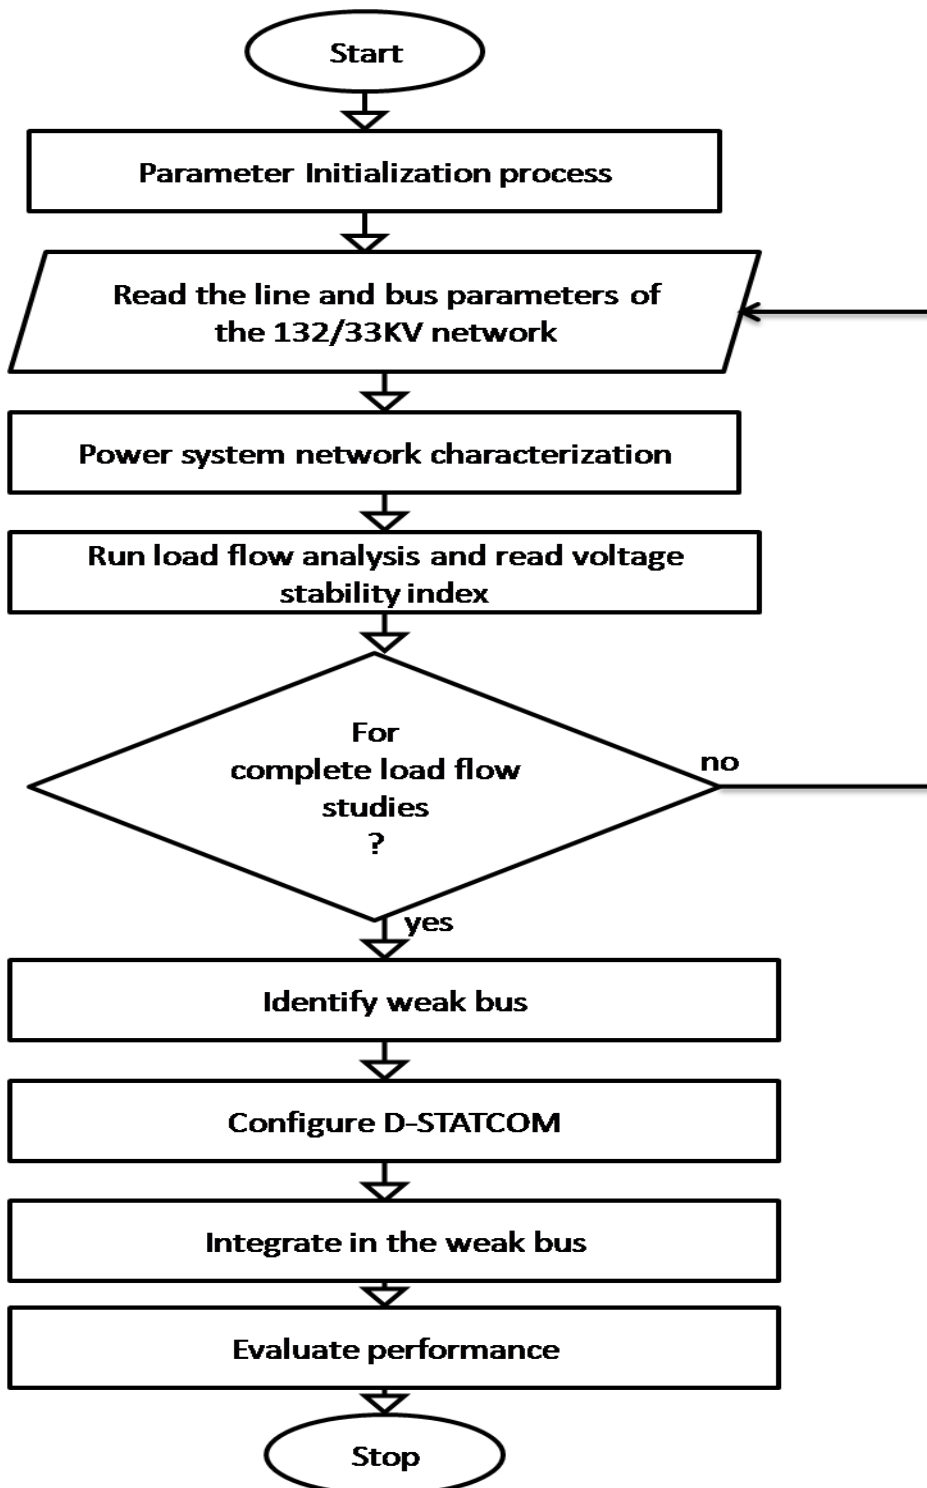 Start
Parameter Initialization process
Read the line and bus parameters of
the 132/33KV network
Power system network characterization
Run load flow analysis and read voltage
stability index
For
complete load flow
studies
?
no
yes
Identify weak bus
Configure D-STATCOM
Integrate in the weak bus
Evaluate performance
Stop